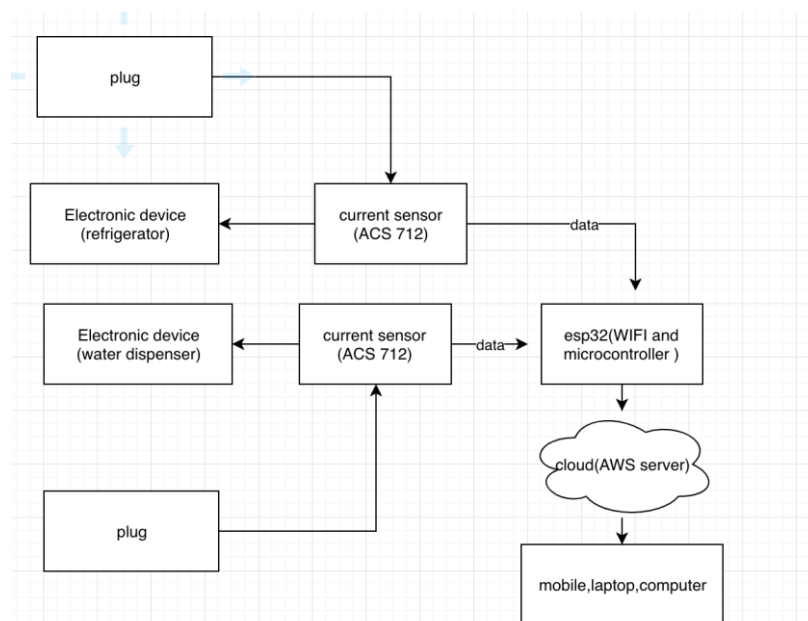 plug
Electronic device
(refrigerator)
current sensor
(ACS 712)
data
Electronic device
(water dispenser)
current sensor
(ACS 712)
data
esp32(WIFI and
microcontroller )
cloud(AWS server)
plug
mobile,laptop,computer